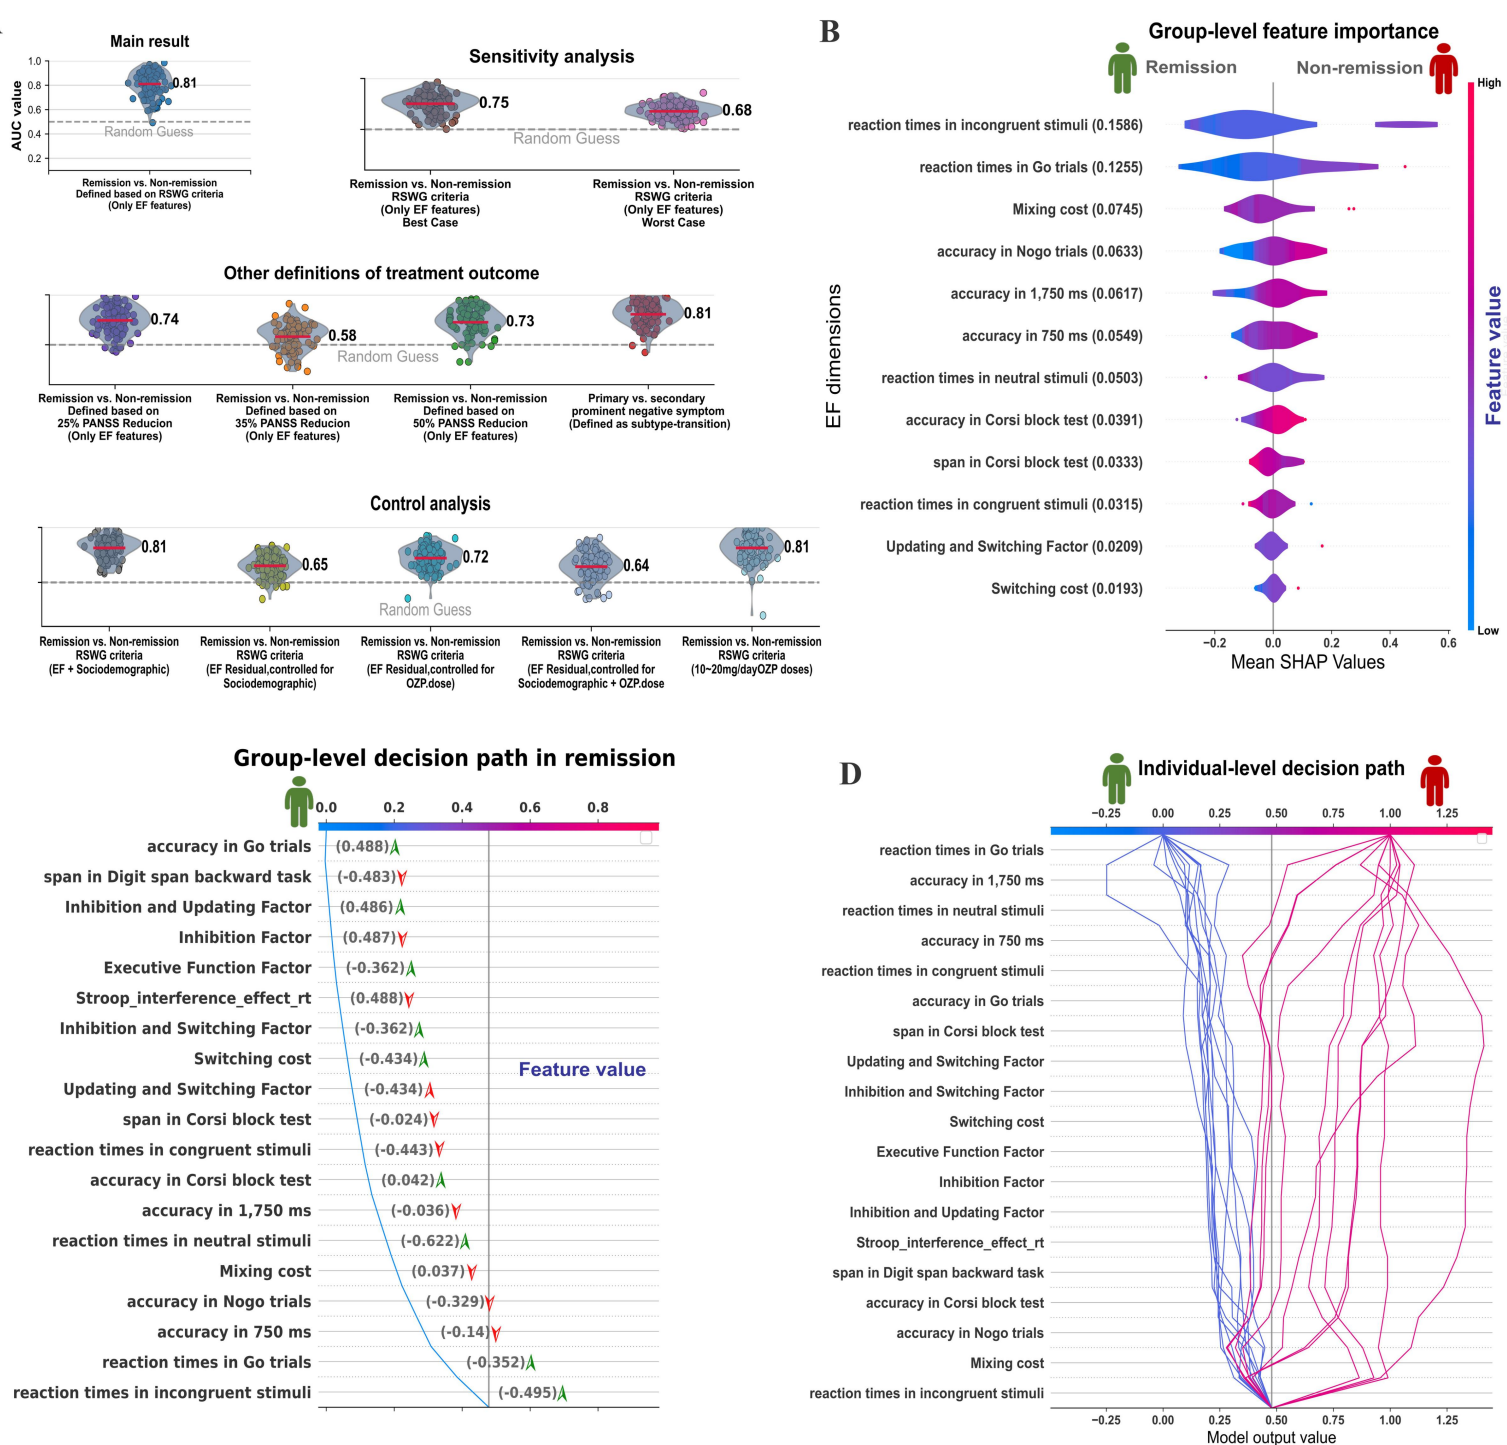 Main result
1.0
0.8
0.6
0.4
0.2
AUC value
0.81
Random Guess
Remission vs. Non-remission
Defined based on RSWG criteria
(Only EF features)
Sensitivity analysis
0.75
0.68
Random Guess
Remission vs. Non-remission
RSWG criteria
(Only EF features)
Best Case
Remission vs. Non-remission
RSWG criteria
(Only EF features)
Worst Case
Other definitions of treatment outcome
0.74
0.58
0.73
0.81
Random Guess
Remission vs. Non-remission
Defined based on
25% PANSS Reducion
(Only EF features)
Remission vs. Non-remission
Defined based on
35% PANSS Reducion
(Only EF features)
Remission vs. Non-remission
Defined based on
50% PANSS Reducion
(Only EF features)
Primary vs. secondary
prominent negative symptom
(Defined as subtype-transition)
Control analysis
0.81
0.65
0.72
0.64
0.81
Random Guess
Remission vs. Non-remission
RSWG criteria
(EF + Sociodemographic)
Remission vs. Non-remission
RSWG criteria
(EF Residual,controlled for
Sociodemographic)
Remission vs. Non-remission
RSWG criteria
(EF Residual,controlled for
OZP.dose)
Remission vs. Non-remission
RSWG criteria
(EF Residual,controlled for
Sociodemographic + OZP.dose
Remission vs. Non-remission
RSWG criteria
(10~20mg/dayOZP doses)
B
Group-level feature importance
Remission
Non-remission
High
reaction times in incongruent stimuli (0.1586)
reaction times in Go trials (0.1255)
Mixing cost (0.0745)
accuracy in Nogo trials (0.0633)
accuracy in 1,750 ms (0.0617)
accuracy in 750 ms (0.0549)
reaction times in neutral stimuli (0.0503)
accuracy in Corsi block test (0.0391)
span in Corsi block test (0.0333)
reaction times in congruent stimuli (0.0315)
Updating and Switching Factor (0.0209)
Switching cost (0.0193)
EF dimensions
Feature value
Low
−0.2 0.0 0.2 0.4 0.6
Mean SHAP Values
Group-level decision path in remission
0.0 0.2 0.4 0.6 0.8
accuracy in Go trials (0.488)
span in Digit span backward task (-0.483)
Inhibition and Updating Factor (0.486)
Inhibition Factor (0.487)
Executive Function Factor (-0.362)
Stroop_interference_effect_rt (0.488)
Inhibition and Switching Factor (-0.362)
Switching cost (-0.434)
Feature value
Updating and Switching Factor (-0.434)
span in Corsi block test (-0.024)
reaction times in congruent stimuli (-0.443)
accuracy in Corsi block test (0.042)
accuracy in 1,750 ms (-0.036)
reaction times in neutral stimuli (-0.622)
Mixing cost (0.037)
accuracy in Nogo trials (-0.329)
accuracy in 750 ms (-0.14)
reaction times in Go trials (-0.352)
reaction times in incongruent stimuli (-0.495)
D
Individual-level decision path
−0.25 0.00 0.25 0.50 0.75 1.00 1.25
reaction times in Go trials
accuracy in 1,750 ms
reaction times in neutral stimuli
accuracy in 750 ms
reaction times in congruent stimuli
accuracy in Go trials
span in Corsi block test
Updating and Switching Factor
Inhibition and Switching Factor
Switching cost
Executive Function Factor
Inhibition Factor
Inhibition and Updating Factor
Stroop_interference_effect_rt
span in Digit span backward task
accuracy in Corsi block test
accuracy in Nogo trials
Mixing cost
reaction times in incongruent stimuli
−0.25 0.00 0.25 0.50 0.75 1.00 1.25
Model output value